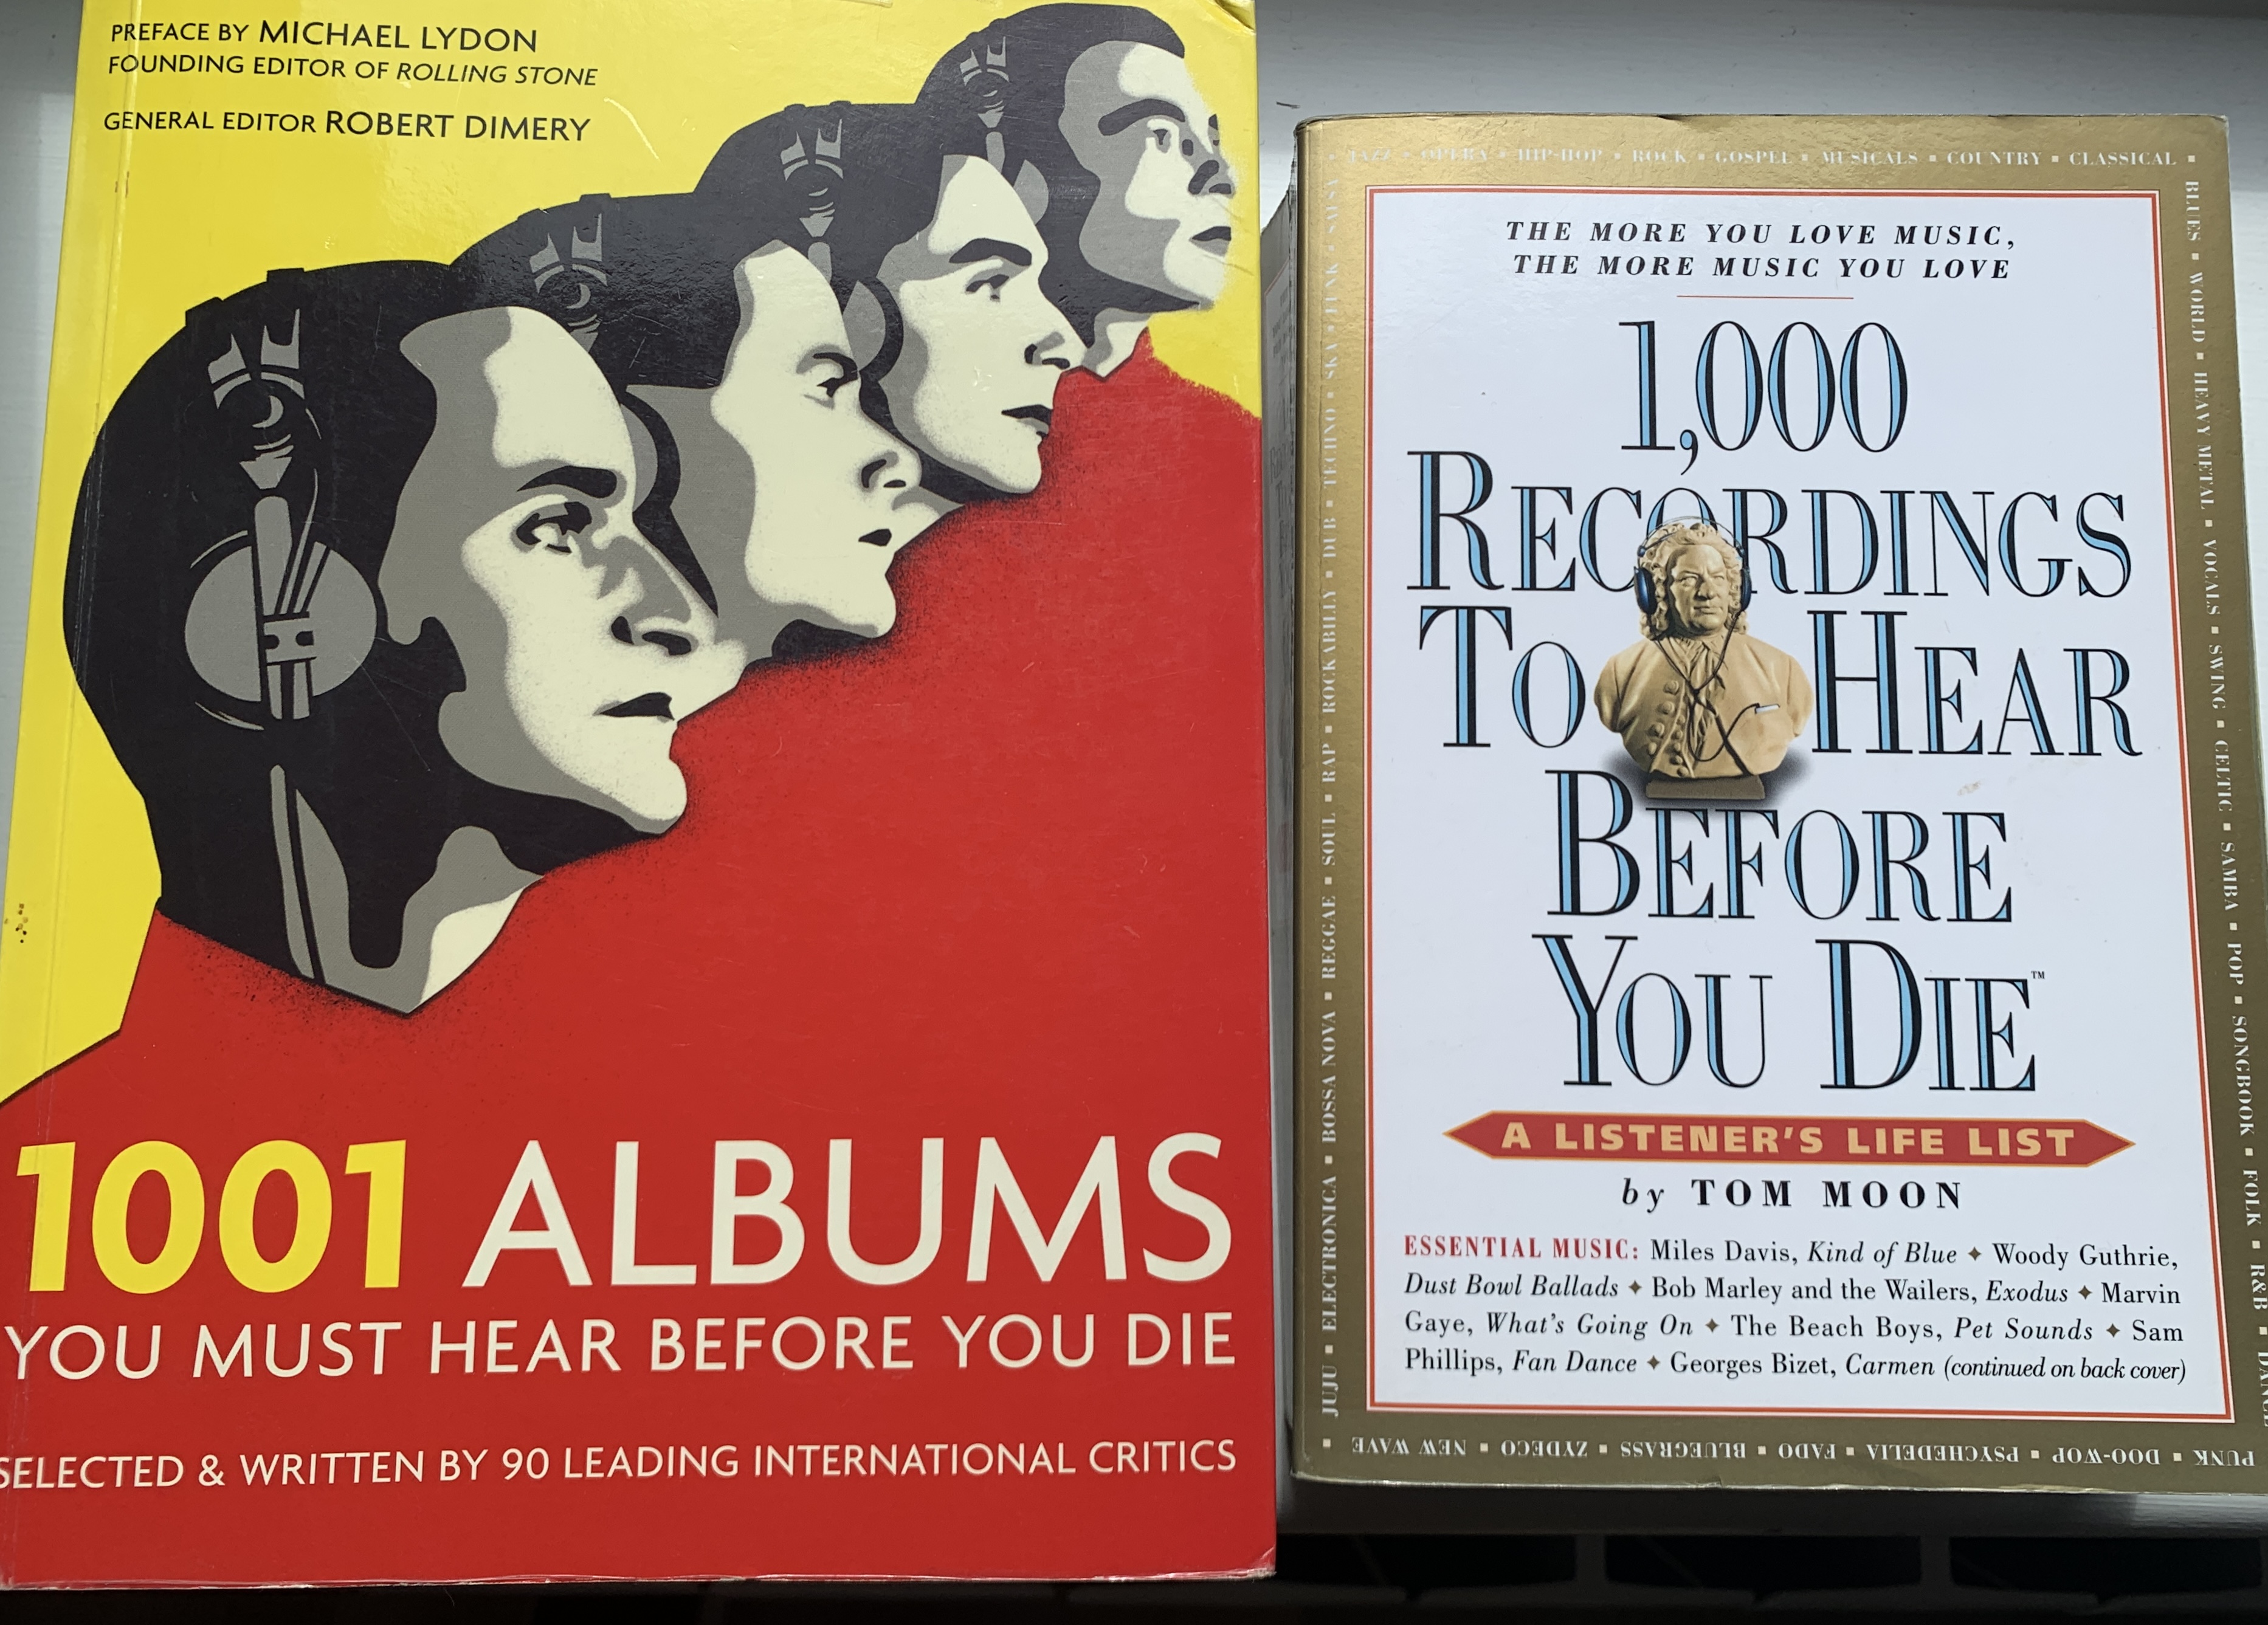 PREFACE BY MICHAEL LYDON
FOUNDING EDITOR OF ROLLING STONE
GENERAL EDITOR ROBERT DIMERY
1001 ALBUMS
YOU MUST HEAR BEFORE YOU DIE
SELECTED & WRITTEN BY 90 LEADING INTERNATIONAL CRITICS
JAZZ ▪ OPERA ▪ HIP-HOP ▪ ROCK ▪ GOSPEL ▪ MUSICALS ▪ COUNTRY ▪ CLASSICAL ▪
BLUES ▪ WORLD ▪ HEAVY METAL ▪ VOCALS ▪ SWING ▪ CELTIC ▪ SAMBA ▪ POP ▪ SONGBOOK ▪ FOLK ▪ R&B ▪ DANCE
PUNK ▪ DOO-WOP ▪ PSYCHEDELIA ▪ FADO ▪ BLUEGRASS ▪ ZYDECO ▪ NEW WAVE ▪
JUJU ▪ ELECTRONICA ▪ BOSSA NOVA ▪ REGGAE ▪ SOUL ▪ RAP ▪ ROCKABILLY ▪ DUB ▪ TECHNO ▪ SKA ▪ FUNK ▪ SALSA ▪
THE MORE YOU LOVE MUSIC,
THE MORE MUSIC YOU LOVE
1,000
RECORDINGS
TO HEAR
BEFORE
YOU DIE™
A LISTENER'S LIFE LIST
by TOM MOON
ESSENTIAL MUSIC: Miles Davis, Kind of Blue ✦ Woody Guthrie,
Dust Bowl Ballads ✦ Bob Marley and the Wailers, Exodus ✦ Marvin
Gaye, What's Going On ✦ The Beach Boys, Pet Sounds ✦ Sam
Phillips, Fan Dance ✦ Georges Bizet, Carmen (continued on back cover)